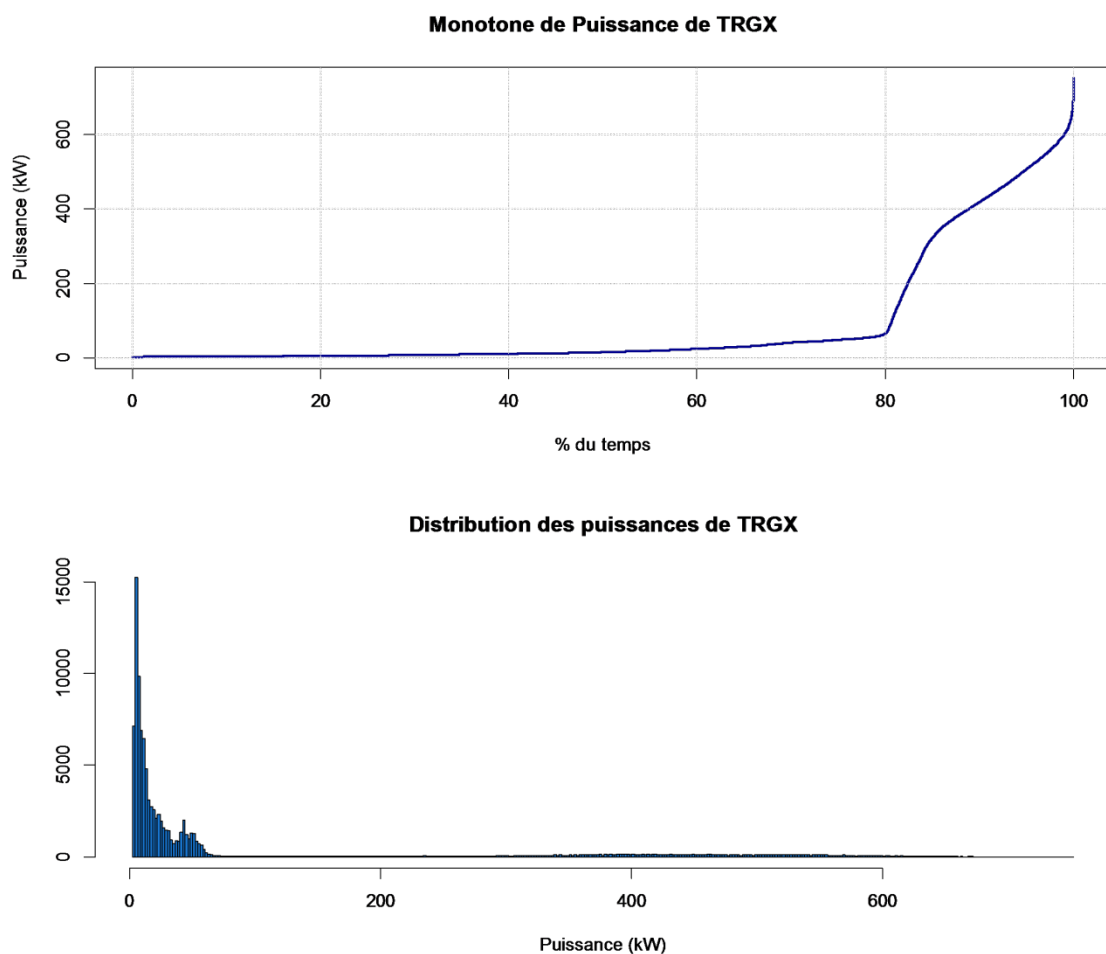 Monotone de Puissance de TRGX
Puissance (kW)
600
400
200
0
0 20 40 60 80 100
% du temps
Distribution des puissances de TRGX
15000
10000
5000
0
0 200 400 600
Puissance (kW)